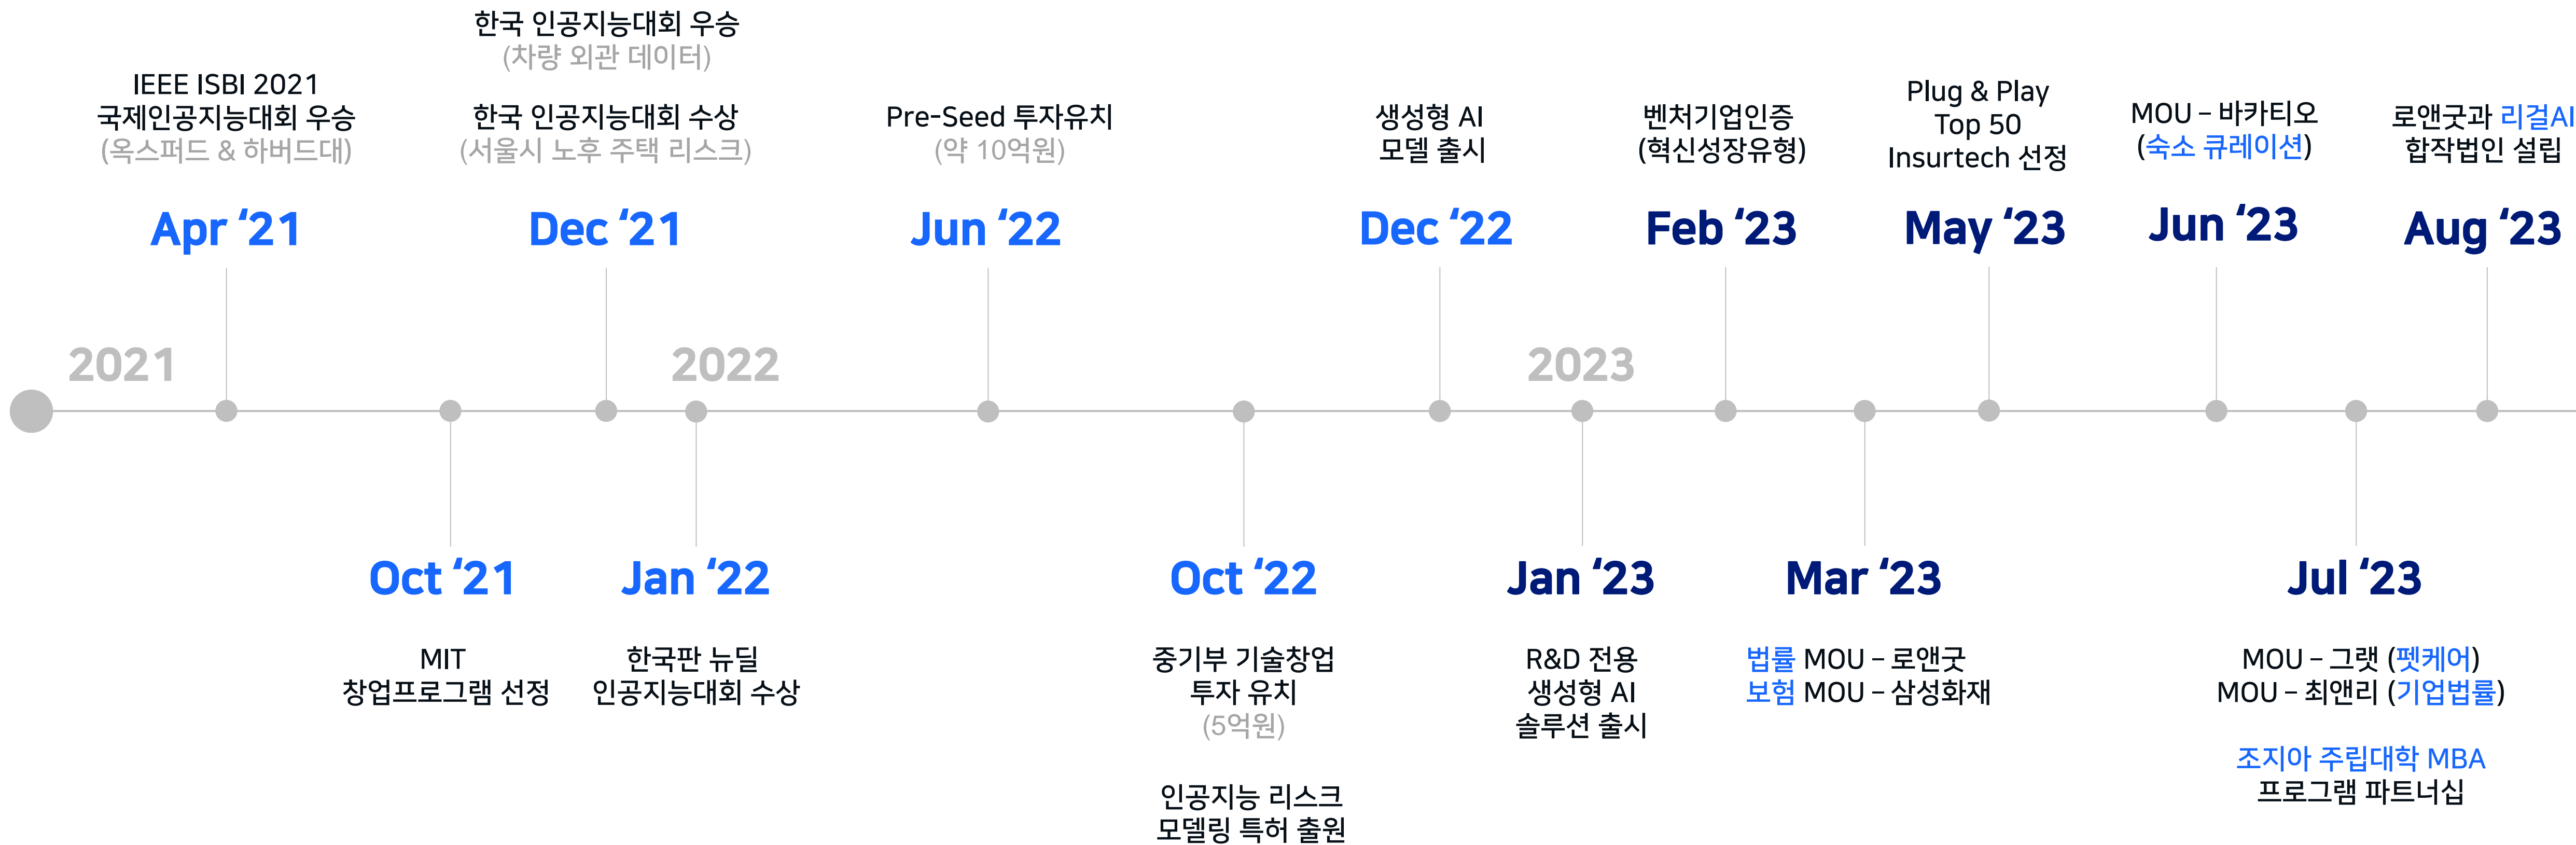 IEEE ISBI 2021
국제인공지능대회 우승
(옥스퍼드 & 하버드대)
Apr ‘21
한국 인공지능대회 우승
(차량 외관 데이터)
한국 인공지능대회 수상
(서울시 노후 주택 리스크)
Dec ‘21
Pre-Seed 투자유치
(약 10억원)
Jun ‘22
생성형 AI
모델 출시
Dec ‘22
벤처기업인증
(혁신성장유형)
Feb ‘23
Plug & Play
Top 50
Insurtech 선정
May ‘23
MOU – 바카티오
(숙소 큐레이션)
Jun ‘23
로앤굿과 리걸AI
합작법인 설립
Aug ‘23
2021
2022
2023
Oct ‘21
MIT
창업프로그램 선정
Jan ‘22
한국판 뉴딜
인공지능대회 수상
Oct ‘22
중기부 기술창업
투자 유치
(5억원)
인공지능 리스크
모델링 특허 출원
Jan ‘23
R&D 전용
생성형 AI
솔루션 출시
Mar ‘23
법률 MOU – 로앤굿
보험 MOU – 삼성화재
Jul ‘23
MOU – 그랫 (펫케어)
MOU – 최앤리 (기업법률)
조지아 주립대학 MBA
프로그램 파트너십